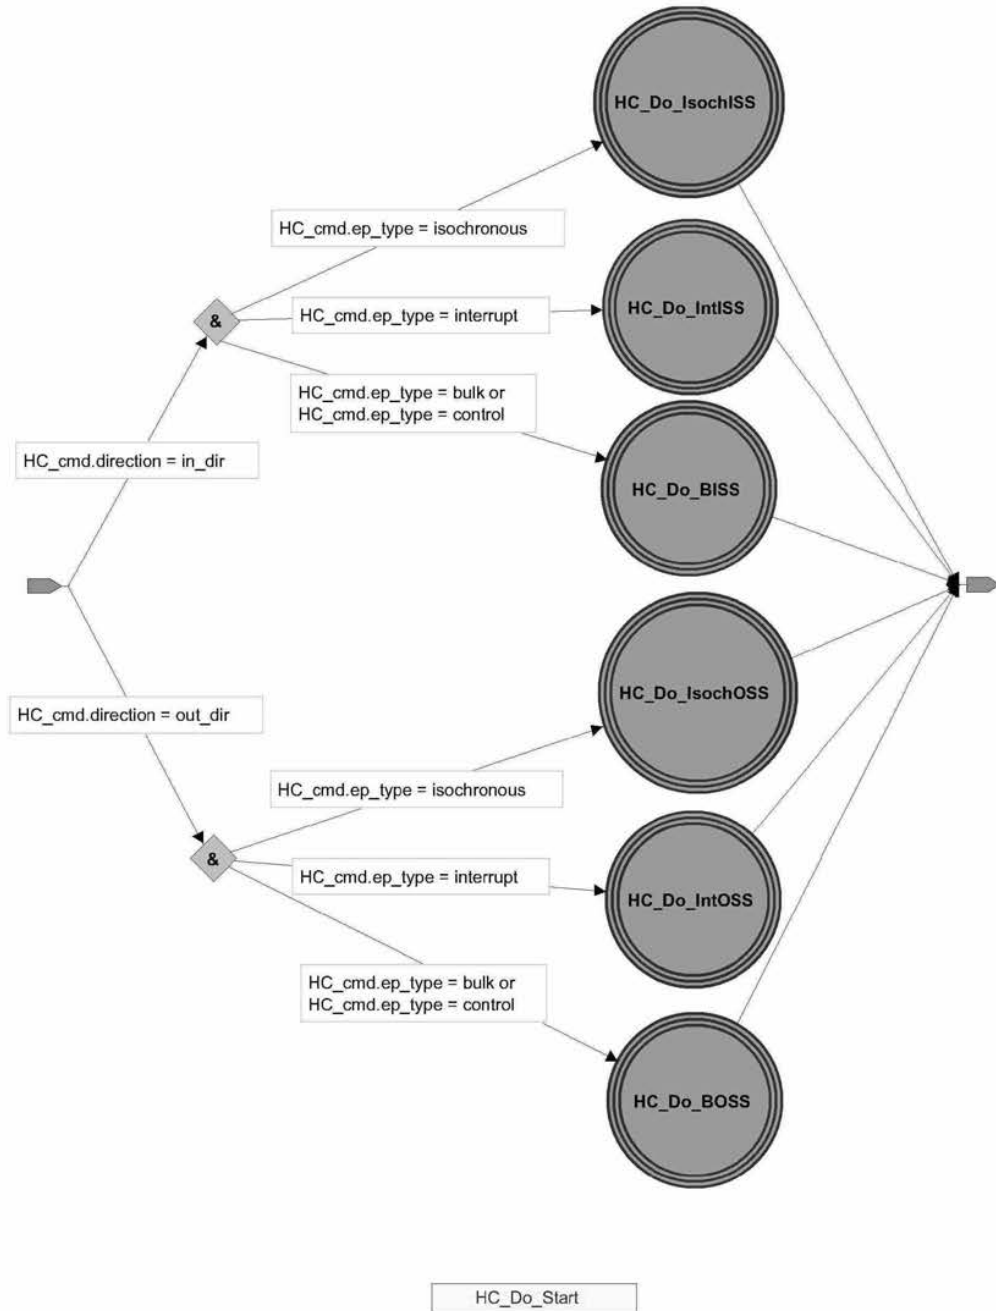 HC_Do_IsochISS
HC_cmd.ep_type = isochronous
HC_Do_IntISS
HC_cmd.ep_type = interrupt
&
HC_cmd.ep_type = bulk or
HC_cmd.ep_type = control
HC_cmd.direction = in_dir
HC_Do_BISS
HC_Do_IsochOSS
HC_cmd.direction = out_dir
HC_cmd.ep_type = isochronous
&
HC_cmd.ep_type = interrupt
HC_Do_IntOSS
HC_cmd.ep_type = bulk or
HC_cmd.ep_type = control
HC_Do_BOSS
HC_Do_Start